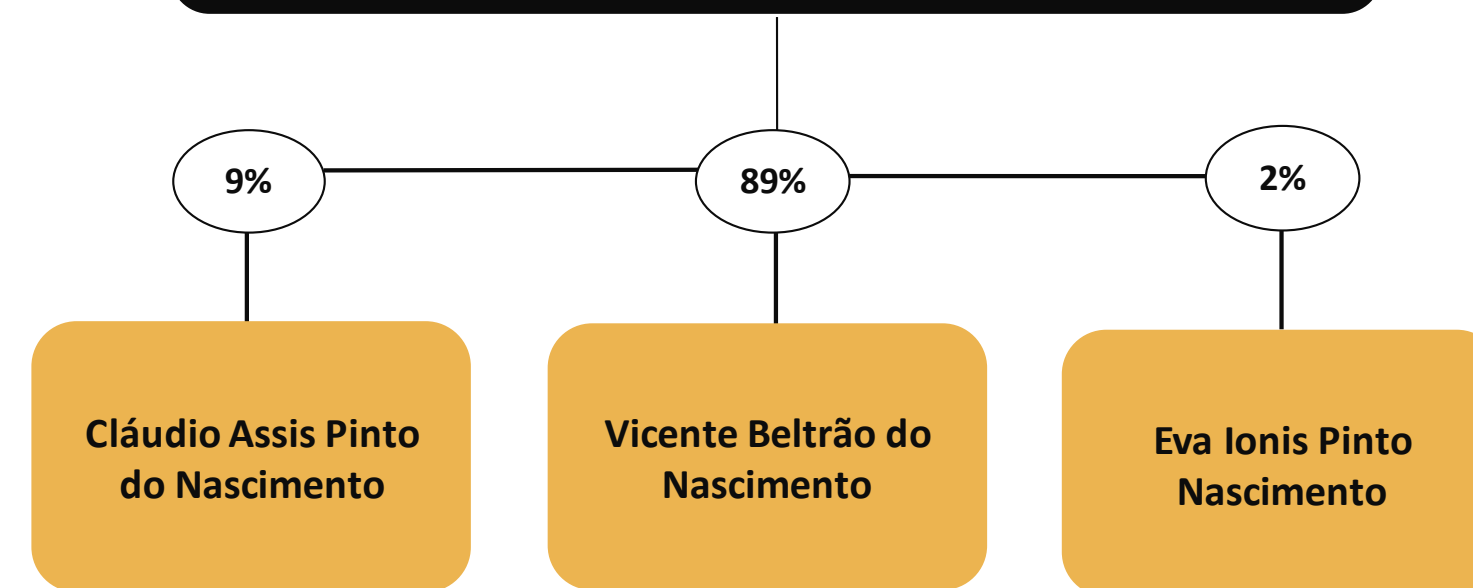 9%
89%
2%
Cláudio Assis Pinto
do Nascimento
Vicente Beltrão do
Nascimento
Eva Ionis Pinto
Nascimento